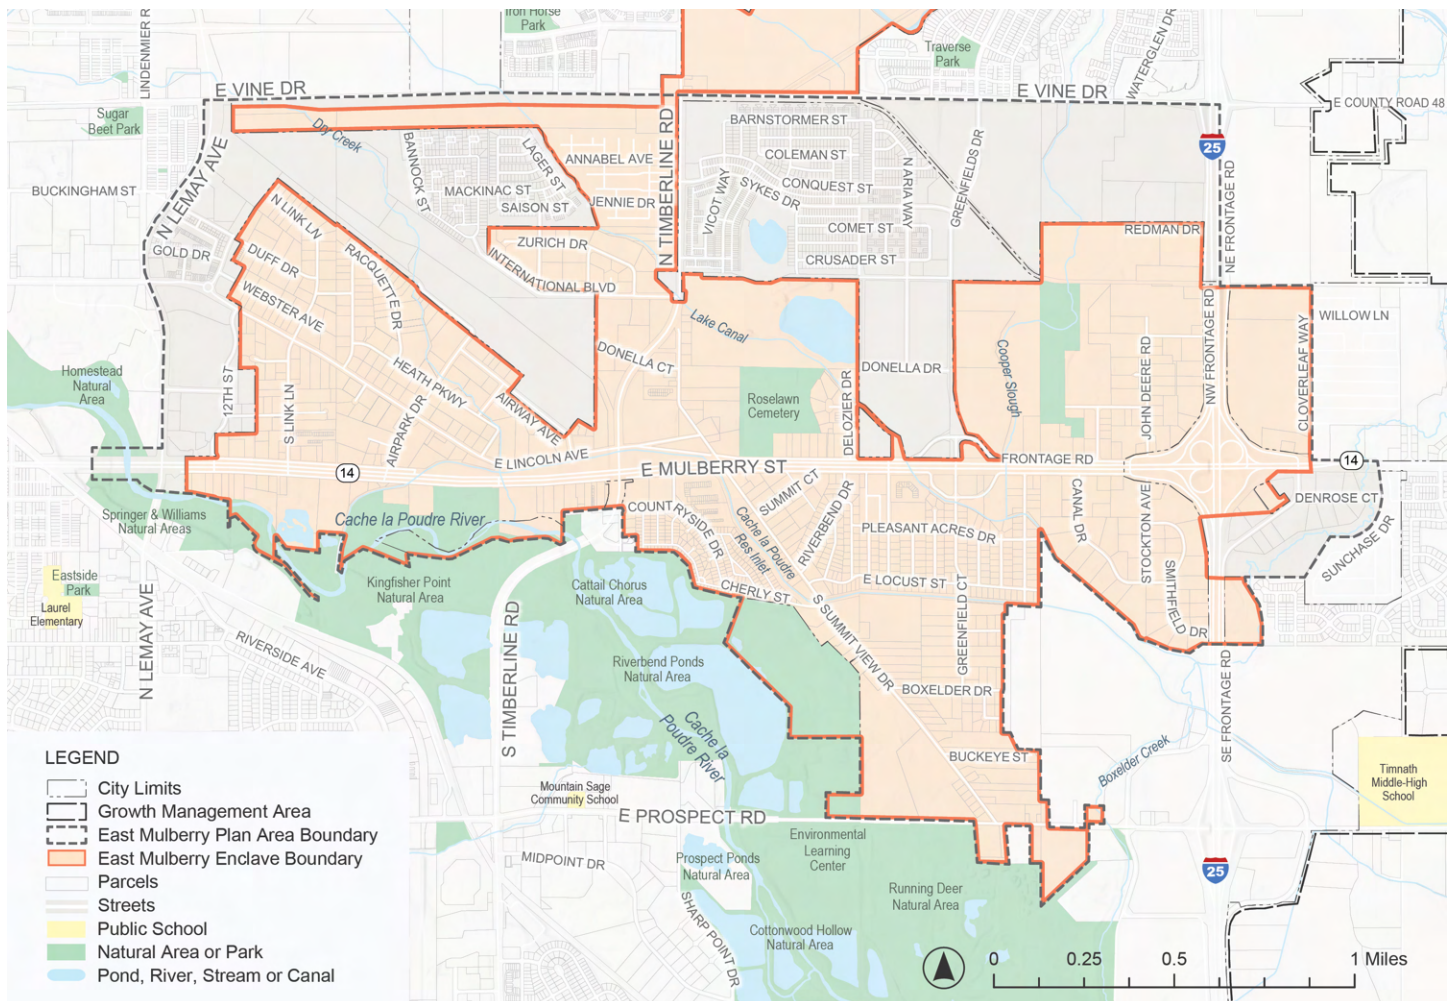 Iron Horse
Park
LINDENMIER R
Traverse
Park
WATERGLEN DR
E VINE DR
E VINE DR
E COUNTY ROAD 48
Sugar
Beet Park
Dry Creek
BARNSTORMER ST
25
LAGER ST
ANNABEL AVE
BANNOCK ST
COLEMAN ST
N TIMBERLINE RD
NARIA WAY
GREENFIELDS DR
NE FRONTAGE RD
BUCKINGHAM ST
MACKINAC ST
SAISON ST
JENNIE DR
VICOT WAY
SYKES DR
CONQUEST ST
N LEMAY AVE
N LINK LN
COMET ST
REDMAN DR
GOLD DR
DUFF DR
RACQUETTE DR
ZURICH DR
INTERNATIONAL BLVD
CRUSADER ST
WEBSTER AVE
Lake Canal
NW FRONTAGE RD
WILLOW LN
CLOVERLEAF WAY
Homestead
Natural
Area
12TH ST
S LINK LN
HEATH PKWY
DONELLA CT
DONELLA DR
Cooper Slough
JOHN DEERE RD
AIRPARK DR
AIRWAY AVE
Roselawn
Cemetery
DELOZIER DR
E LINCOLN AVE
14
E MULBERRY ST
FRONTAGE RD
14
Springer & Williams
Natural Areas
Cache la Poudre River
COUNTRYSIDE DR
SUMMIT CT
Cache la Poudre
Res Inlet
RIVERBEND DR
PLEASANT ACRES DR
CANAL DR
STOCKTON AVE
DENROSE CT
SUNCHASE DR
Eastside
Park
Laurel
Elementary
Kingfisher Point
Natural Area
Cattail Chorus
Natural Area
CHERLY ST
E LOCUST ST
SMITHFIELD DR
N LEMAY AVE
RIVERSIDE AVE
S TIMBERLINE RD
Riverbend Ponds
Natural Area
S SUMMIT VIEW DR
GREENFIELD CT
BOXELDER DR
SE FRONTAGE RD
Cache la
Poudre River
BUCKEYE ST
Boxelder Creek
Timnath
Middle-High
School
Mountain Sage
Community School
E PROSPECT RD
MIDPOINT DR
Prospect Ponds
Natural Area
Environmental
Learning
Center
25
SHARP POINT DR
Running Deer
Natural Area
Cottonwood Hollow
Natural Area
LEGEND
City Limits
Growth Management Area
East Mulberry Plan Area Boundary
East Mulberry Enclave Boundary
Parcels
Streets
Public School
Natural Area or Park
Pond, River, Stream or Canal
0 0.25 0.5 1 Miles